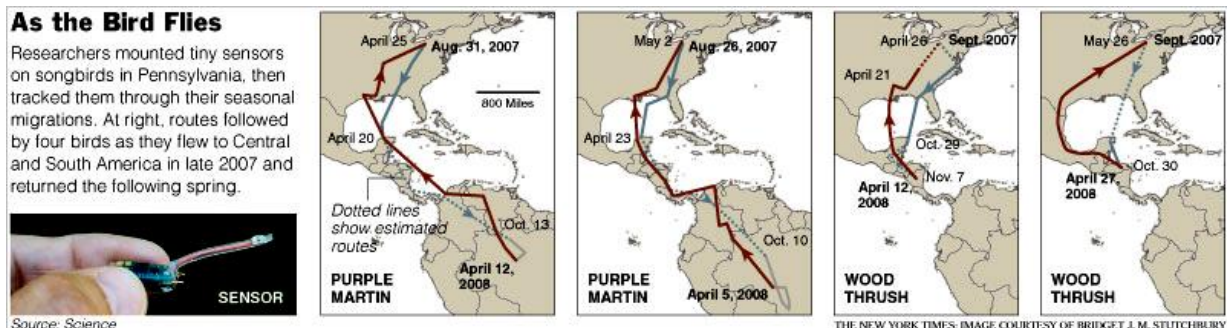 As the Bird Flies
Researchers mounted tiny sensors
on songbirds in Pennsylvania, then
tracked them through their seasonal
migrations. At right, routes followed
by four birds as they flew to Central
and South America in late 2007 and
returned the following spring.
SENSOR
Source: Science
April 25
Aug. 31, 2007
800 Miles
April 20
Dotted lines
show estimated
routes
Oct. 13
April 12,
2008
PURPLE
MARTIN
May 2
Aug. 26, 2007
April 23
Oct. 10
April 5, 2008
PURPLE
MARTIN
April 26
Sept. 2007
April 21
Oct. 29
Nov. 7
April 12,
2008
WOOD
THRUSH
May 26
Sept. 2007
Oct. 30
April 27,
2008
WOOD
THRUSH
THE NEW YORK TIMES; IMAGE COURTESY OF BRIDGET J. M. STUTCHBURY